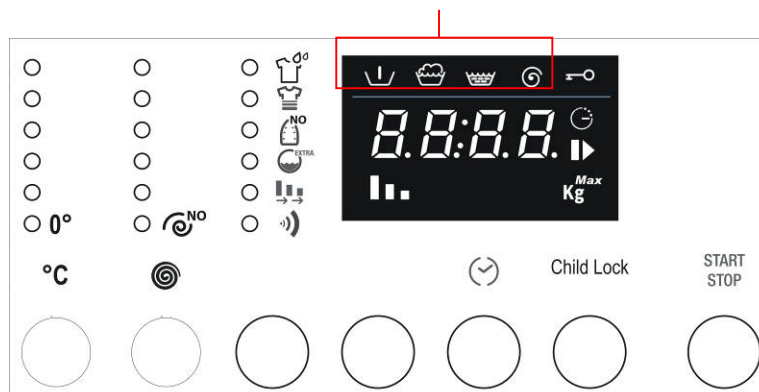 NO
EXTRA
8.8:8.8.
Max
Kg
0°
NO
°C
Child Lock
START
STOP